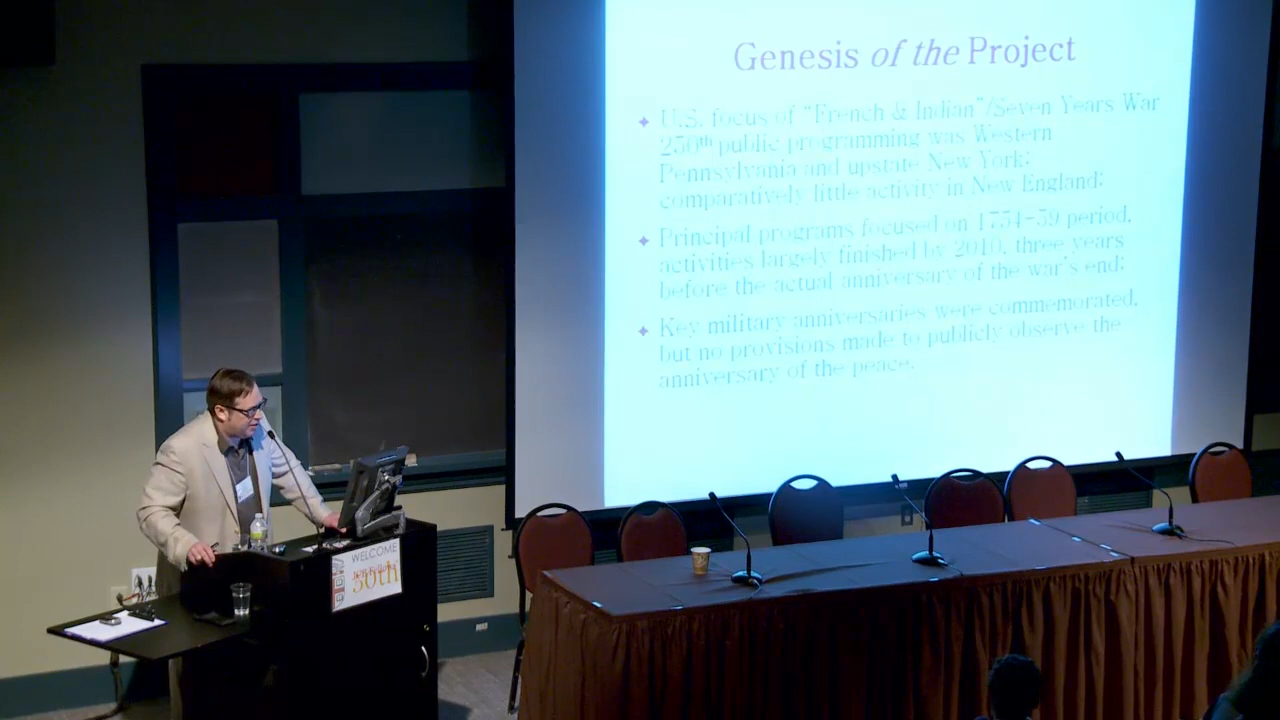 Genesis of the Project
U.S. focus of "French & Indian"/Seven Years War
250th public programming was Western
Pennsylvania and upstate New York;
comparatively little activity in New England;
Principal programs focused on 1754-59 period,
activities largely finished by 2010, three years
before the actual anniversary of the war's end;
Key military anniversaries were commemorated,
but no provisions made to publicly observe the
anniversary of the peace.
WELCOME
50th